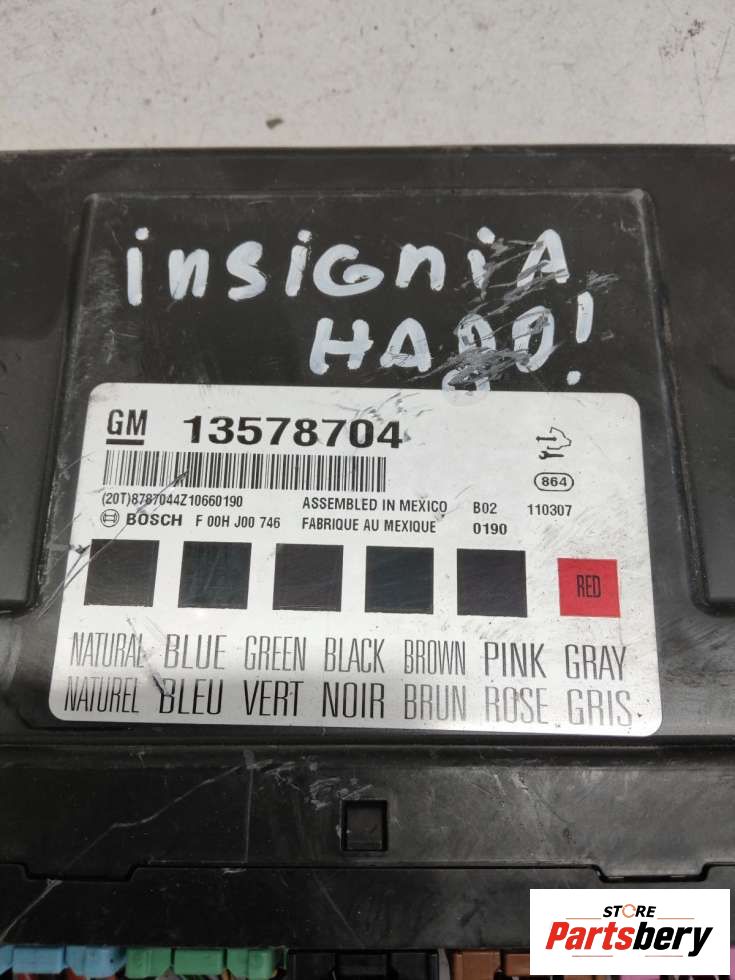 insigniA
HADO!
GM 13578704
864
(20T)8787044Z10660190 ASSEMBLED IN MEXICO B02 110307
BOSCH F 00H J00 746 FABRIQUE AU MEXIQUE 0190
RED
NATURAL BLUE GREEN BLACK BROWN PINK GRAY
NATUREL BLEU VERT NOIR BRUN ROSE GRIS
STORE
Partsbery